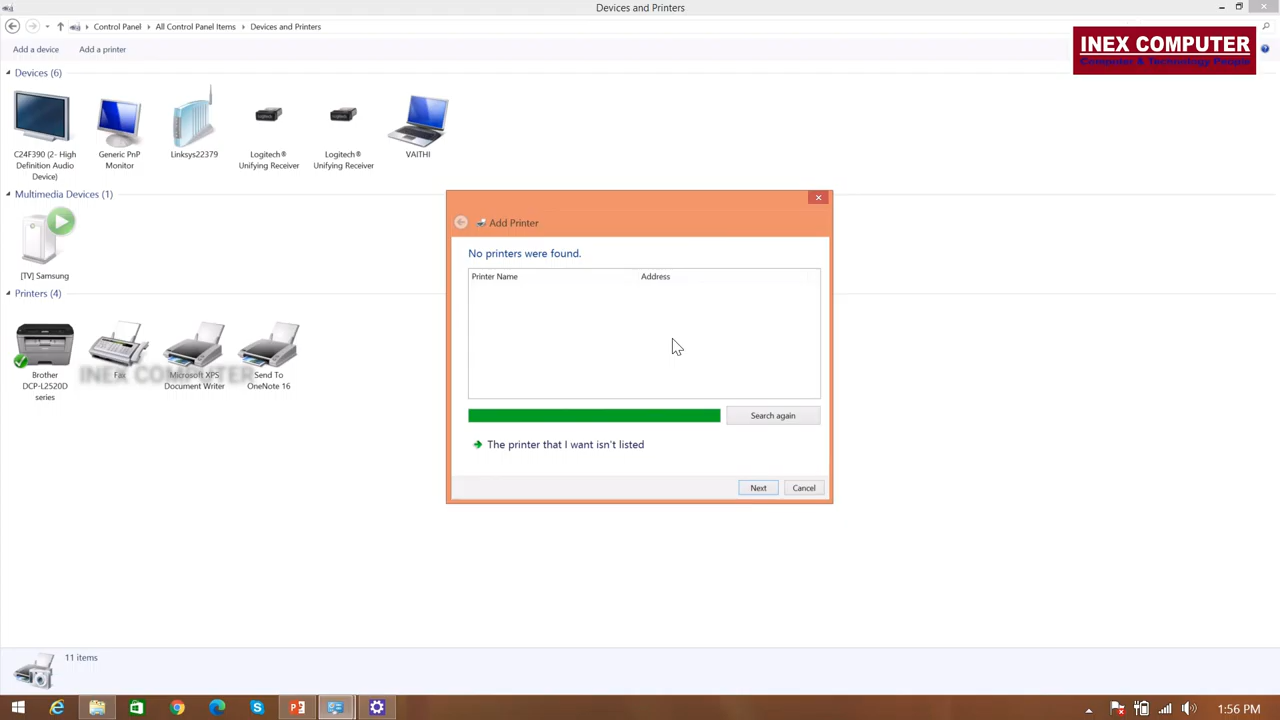 Devices and Printers
Control Panel
All Control Panel Items
Devices and Printers
Add a device
Add a printer
INEX COMPUTER
Computer & Technology People
Devices (6)
C24F390 (2- High
Definition Audio
Device)
Generic PnP
Monitor
Linksys22379
Logitech®
Unifying Receiver
Logitech®
Unifying Receiver
VAITHI
Multimedia Devices (1)
[TV] Samsung
Printers (4)
Brother
DCP-L2520D
series
Fax
Microsoft XPS
Document Writer
Send To
OneNote 16
INEX COMPUTER
Add Printer
No printers were found.
Printer Name
Address
Search again
The printer that I want isn't listed
Next
Cancel
11 items
1:56 PM